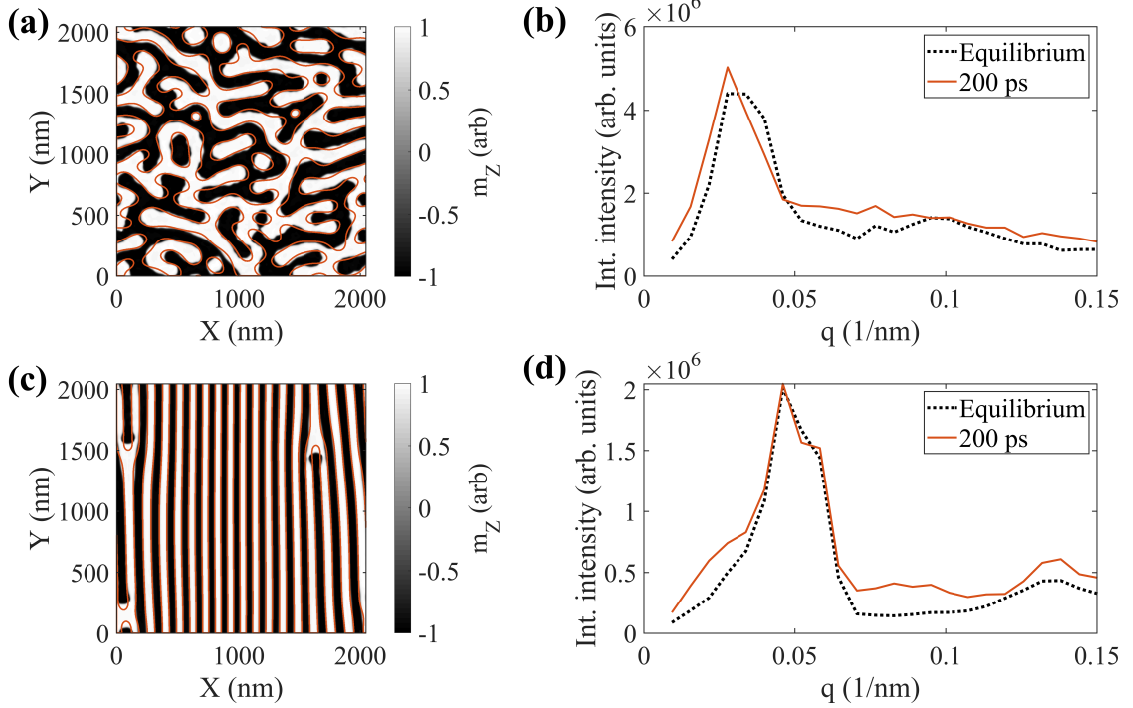 (a)
2000
1500
1000
500
0
Y (nm)
0
1000
2000
X (nm)
1
0.5
0
-0.5
-1
m_Z (arb)
(b)
×10^6
6
4
2
0
Int. intensity (arb. units)
Equilibrium
200 ps
0
0.05
0.1
0.15
q (1/nm)
(c)
2000
1500
1000
500
0
Y (nm)
0
1000
2000
X (nm)
1
0.5
0
-0.5
-1
m_Z (arb)
(d)
×10^6
2
1.5
1
0.5
0
Int. intensity (arb. units)
Equilibrium
200 ps
0
0.05
0.1
0.15
q (1/nm)